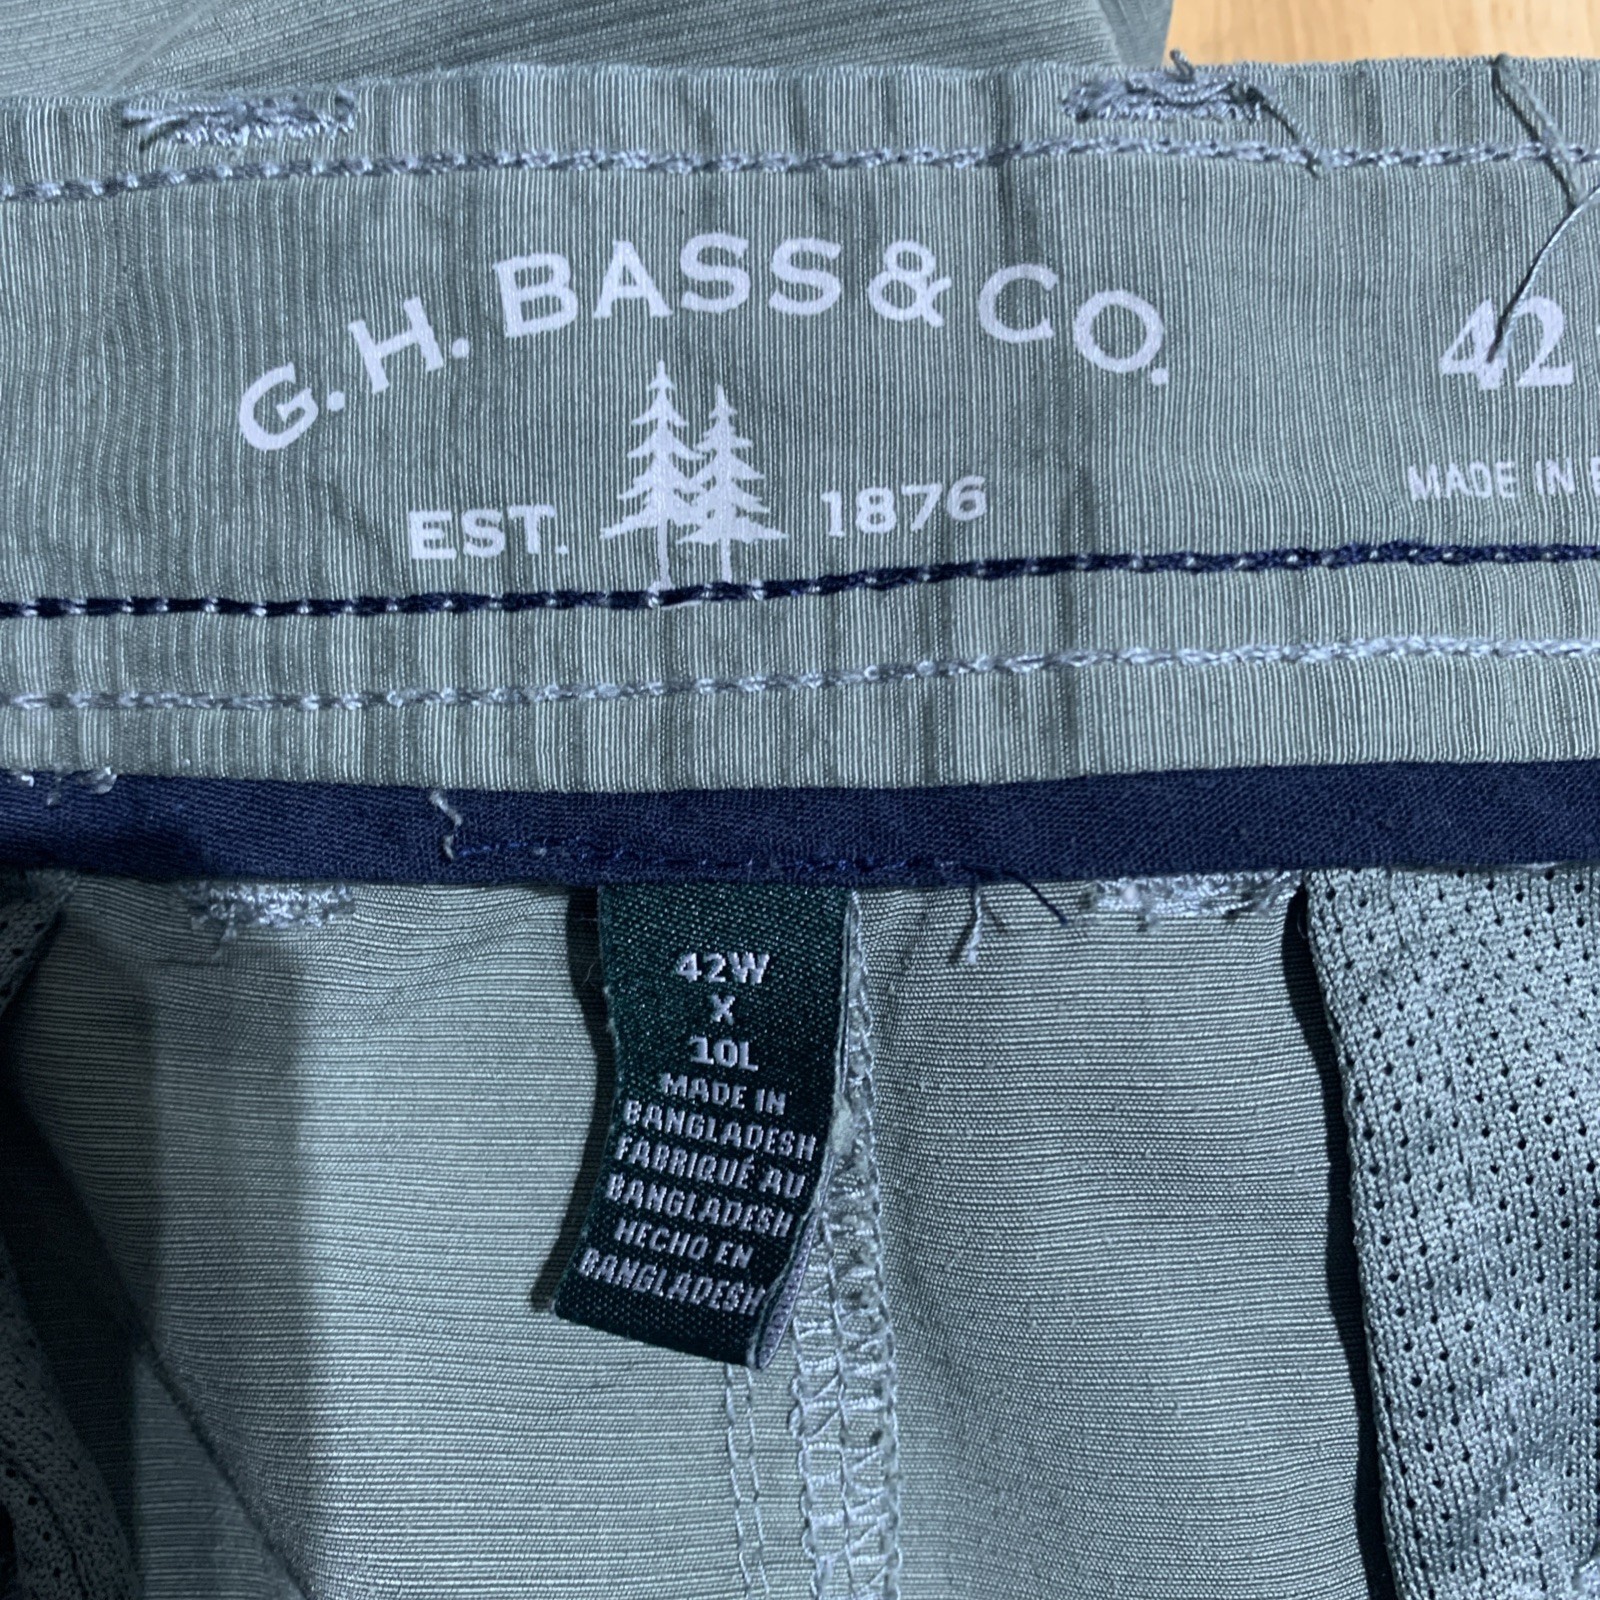 G.H. BASS & CO.
EST. 1876
42
MADE IN
42W
X
10L
MADE IN
BANGLADESH
FABRIQUÉ AU
BANGLADESH
HECHO EN
BANGLADESH